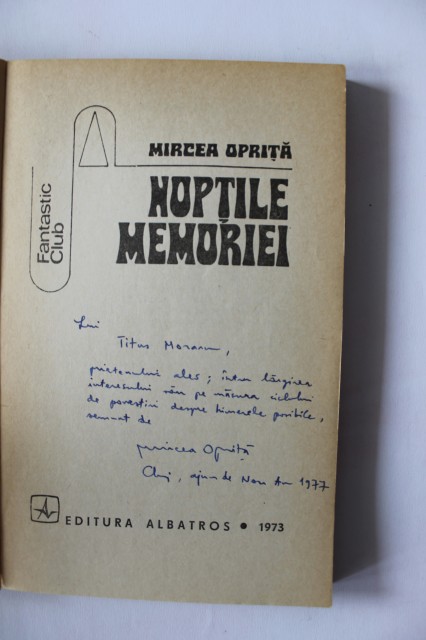 Fantastic
Club
MIRCEA OPRIȚĂ
NOPȚILE
MEMORIEI
Lui
Titus Moraru,
prietenului ales; întru lărgirea
interesului său pe măsura ciclului
de povestiri despre himerele posibile,
semnat de
Mircea Opriță
Cluj, ajun de Nou An 1977
EDITURA ALBATROS • 1973